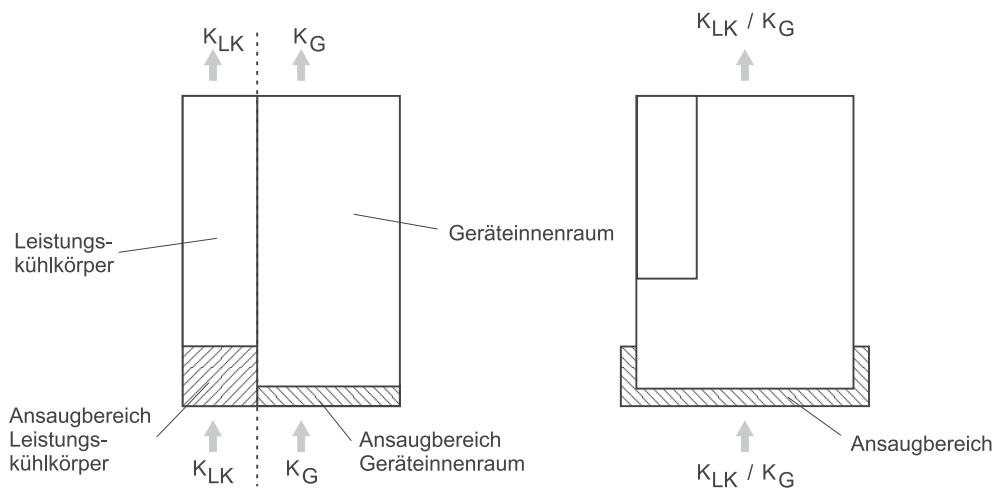 K_LK
K_G
K_LK / K_G
Leistungs-
kühlkörper
Geräteinnenraum
Ansaugbereich
Leistungs-
kühlkörper
Ansaugbereich
Geräteinnenraum
Ansaugbereich
K_LK
K_G
K_LK / K_G